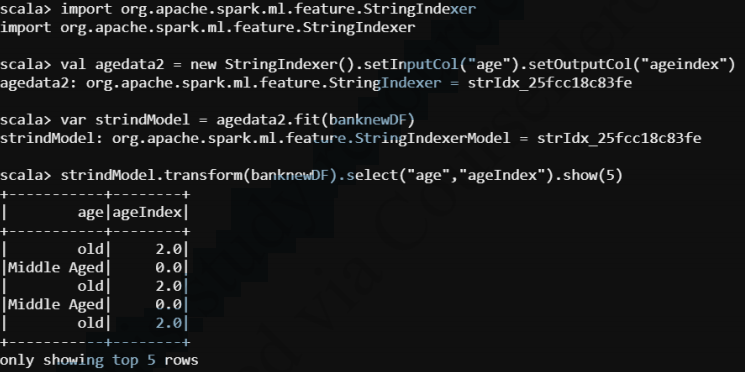 scala> import org.apache.spark.ml.feature.StringIndexer
import org.apache.spark.ml.feature.StringIndexer
scala> val agedata2 = new StringIndexer().setInputCol("age").setOutputCol("ageindex")
agedata2: org.apache.spark.ml.feature.StringIndexer = strIdx_25fcc18c83fe
scala> var strindModel = agedata2.fit(banknewDF)
strindModel: org.apache.spark.ml.feature.StringIndexerModel = strIdx_25fcc18c83fe
scala> strindModel.transform(banknewDF).select("age","ageIndex").show(5)
+-----------+--------+
|        age|ageIndex|
+-----------+--------+
|        old|     2.0|
|Middle Aged|     0.0|
|        old|     2.0|
|Middle Aged|     0.0|
|        old|     2.0|
+-----------+--------+
only showing top 5 rows